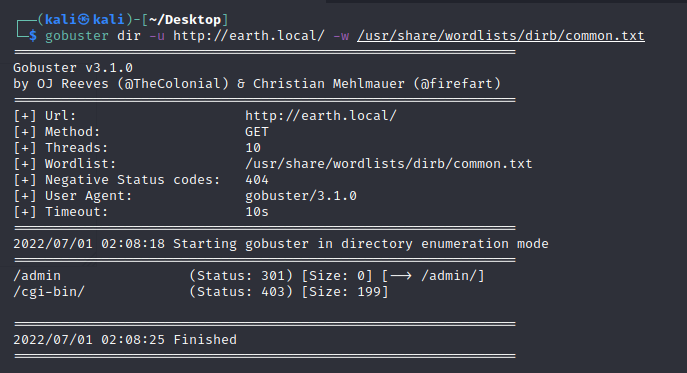 ┌──(kali㉿kali)-[~/Desktop]
└─$ gobuster dir -u http://earth.local/ -w /usr/share/wordlists/dirb/common.txt
===============================================================
Gobuster v3.1.0
by OJ Reeves (@TheColonial) & Christian Mehlmauer (@firefart)
===============================================================
[+] Url:                     http://earth.local/
[+] Method:                  GET
[+] Threads:                 10
[+] Wordlist:                /usr/share/wordlists/dirb/common.txt
[+] Negative Status codes:   404
[+] User Agent:              gobuster/3.1.0
[+] Timeout:                 10s
===============================================================
2022/07/01 02:08:18 Starting gobuster in directory enumeration mode
===============================================================
/admin                (Status: 301) [Size: 0] [--> /admin/]
/cgi-bin/             (Status: 403) [Size: 199]
===============================================================
2022/07/01 02:08:25 Finished
===============================================================